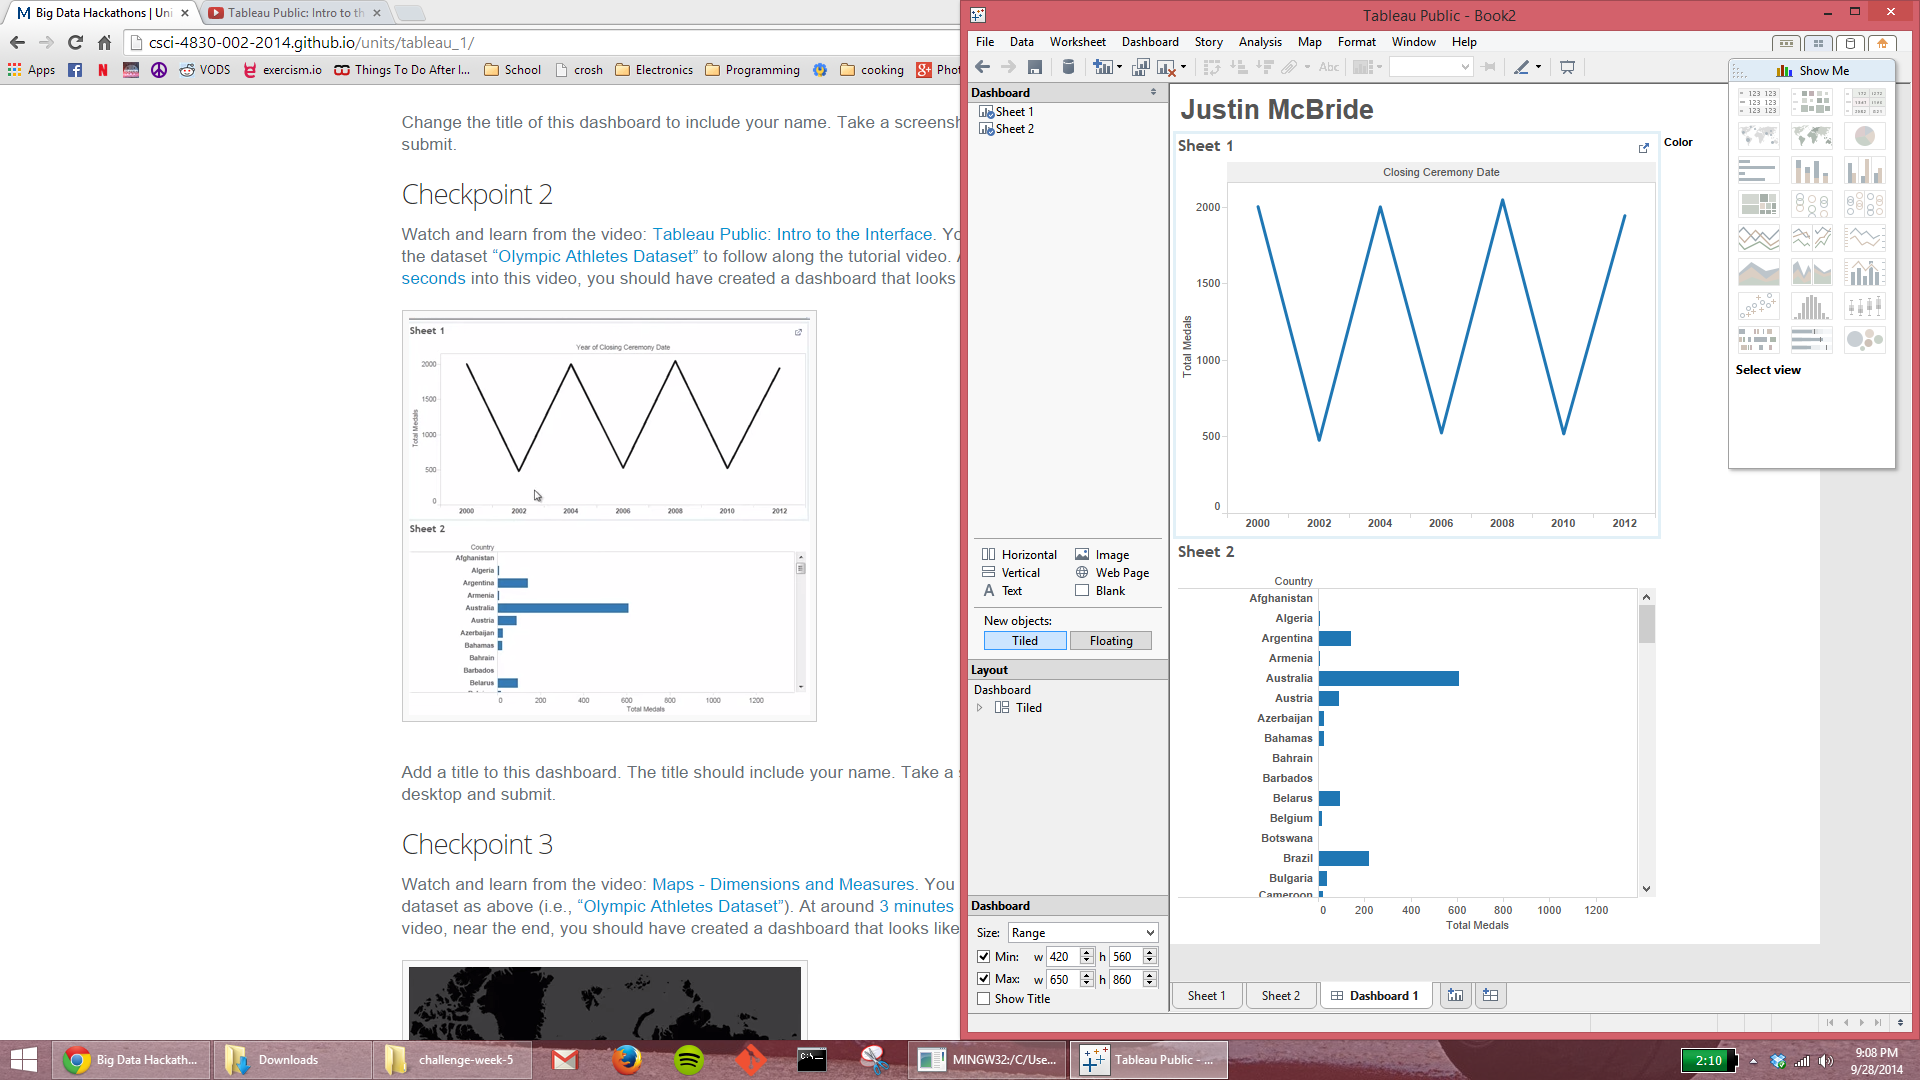 Big Data Hackathons | Uni
Tableau Public: Intro to th
csci-4830-002-2014.github.io/units/tableau_1/
Apps
VODS
exercism.io
Things To Do After I...
School
crosh
Electronics
Programming
cooking
Phot
Change the title of this dashboard to include your name. Take a screensh
submit.
Checkpoint 2
Watch and learn from the video: Tableau Public: Intro to the Interface. Yo
the dataset “Olympic Athletes Dataset” to follow along the tutorial video. A
seconds into this video, you should have created a dashboard that looks
Sheet 1
Year of Closing Ceremony Date
Total Medals
2000
1500
1000
500
0
2000 2002 2004 2006 2008 2010 2012
Sheet 2
Country
Afghanistan
Algeria
Argentina
Armenia
Australia
Austria
Azerbaijan
Bahamas
Bahrain
Barbados
Belarus
0 200 400 600 800 1000 1200
Total Medals
Add a title to this dashboard. The title should include your name. Take a s
desktop and submit.
Checkpoint 3
Watch and learn from the video: Maps - Dimensions and Measures. You
dataset as above (i.e., “Olympic Athletes Dataset”). At around 3 minutes
video, near the end, you should have created a dashboard that looks like
Tableau Public - Book2
File Data Worksheet Dashboard Story Analysis Map Format Window Help
Abc
Dashboard
Sheet 1
Sheet 2
Horizontal
Image
Vertical
Web Page
Text
Blank
New objects:
Tiled
Floating
Layout
Dashboard
Tiled
Dashboard
Size: Range
Min: w 420 h 560
Max: w 650 h 860
Show Title
Justin McBride
Sheet 1
Color
Closing Ceremony Date
Total Medals
2000
1500
1000
500
0
2000 2002 2004 2006 2008 2010 2012
Sheet 2
Country
Afghanistan
Algeria
Argentina
Armenia
Australia
Austria
Azerbaijan
Bahamas
Bahrain
Barbados
Belarus
Belgium
Botswana
Brazil
Bulgaria
Cameroon
0 200 400 600 800 1000 1200
Total Medals
Show Me
Select view
Sheet 1
Sheet 2
Dashboard 1
Big Data Hackath...
Downloads
challenge-week-5
MINGW32:/C/Use...
Tableau Public - ...
2:10
9:08 PM
9/28/2014